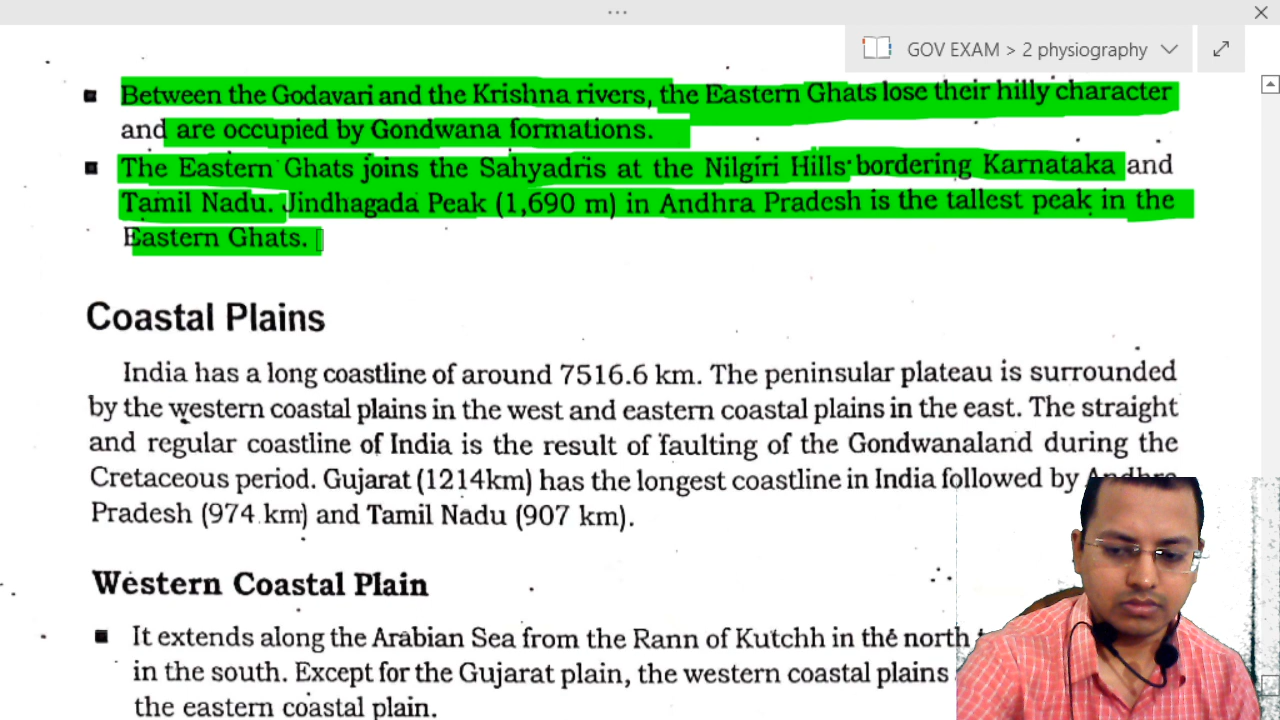 GOV EXAM > 2 physiography
Between the Godavari and the Krishna rivers, the Eastern Ghats lose their hilly character
and are occupied by Gondwana formations.
The Eastern Ghats joins the Sahyadris at the Nilgiri Hills bordering Karnataka and
Tamil Nadu. Jindhagada Peak (1,690 m) in Andhra Pradesh is the tallest peak in the
Eastern Ghats.
Coastal Plains
India has a long coastline of around 7516.6 km. The peninsular plateau is surrounded
by the western coastal plains in the west and eastern coastal plains in the east. The straight
and regular coastline of India is the result of faulting of the Gondwanaland during the
Cretaceous period. Gujarat (1214km) has the longest coastline in India followed by Andhra
Pradesh (974 km) and Tamil Nadu (907 km).
Western Coastal Plain
It extends along the Arabian Sea from the Rann of Kutchh in the north
in the south. Except for the Gujarat plain, the western coastal plains
the eastern coastal plain.